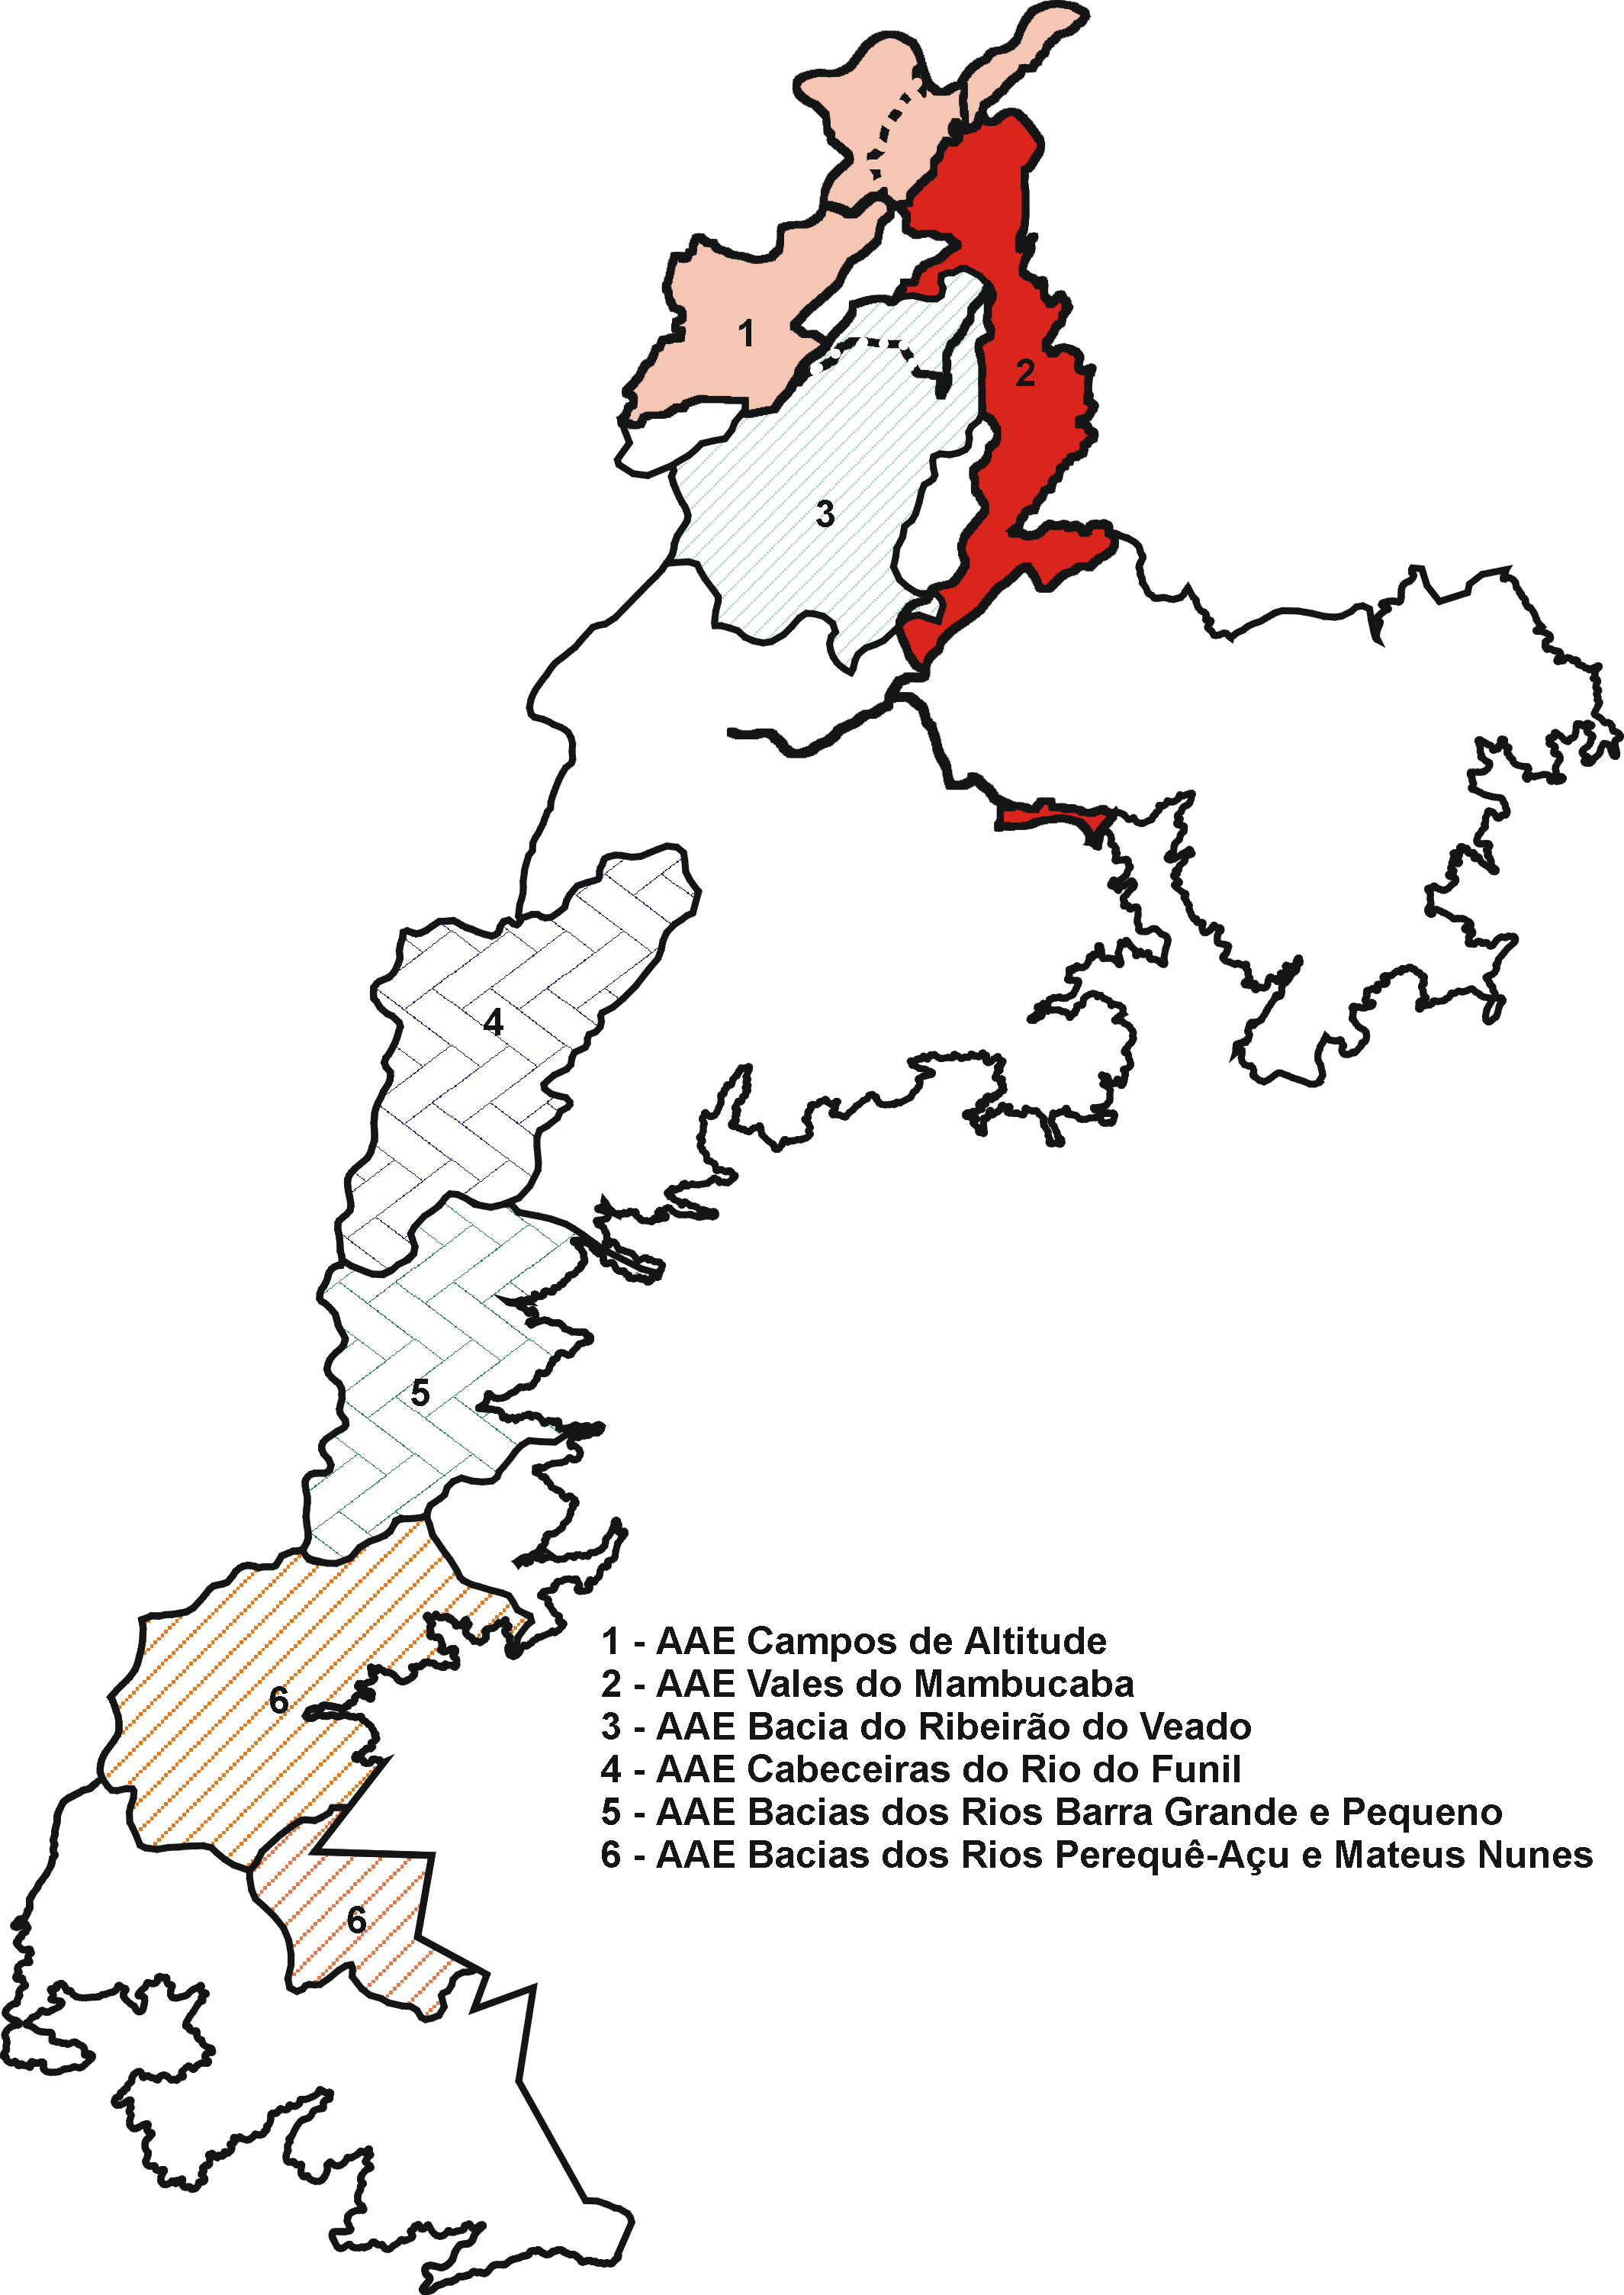 1
2
3
4
5
6
6
1 - AAE Campos de Altitude
2 - AAE Vales do Mambucaba
3 - AAE Bacia do Ribeirão do Veado
4 - AAE Cabeceiras do Rio do Funil
5 - AAE Bacias dos Rios Barra Grande e Pequeno
6 - AAE Bacias dos Rios Perequê-Açu e Mateus Nunes